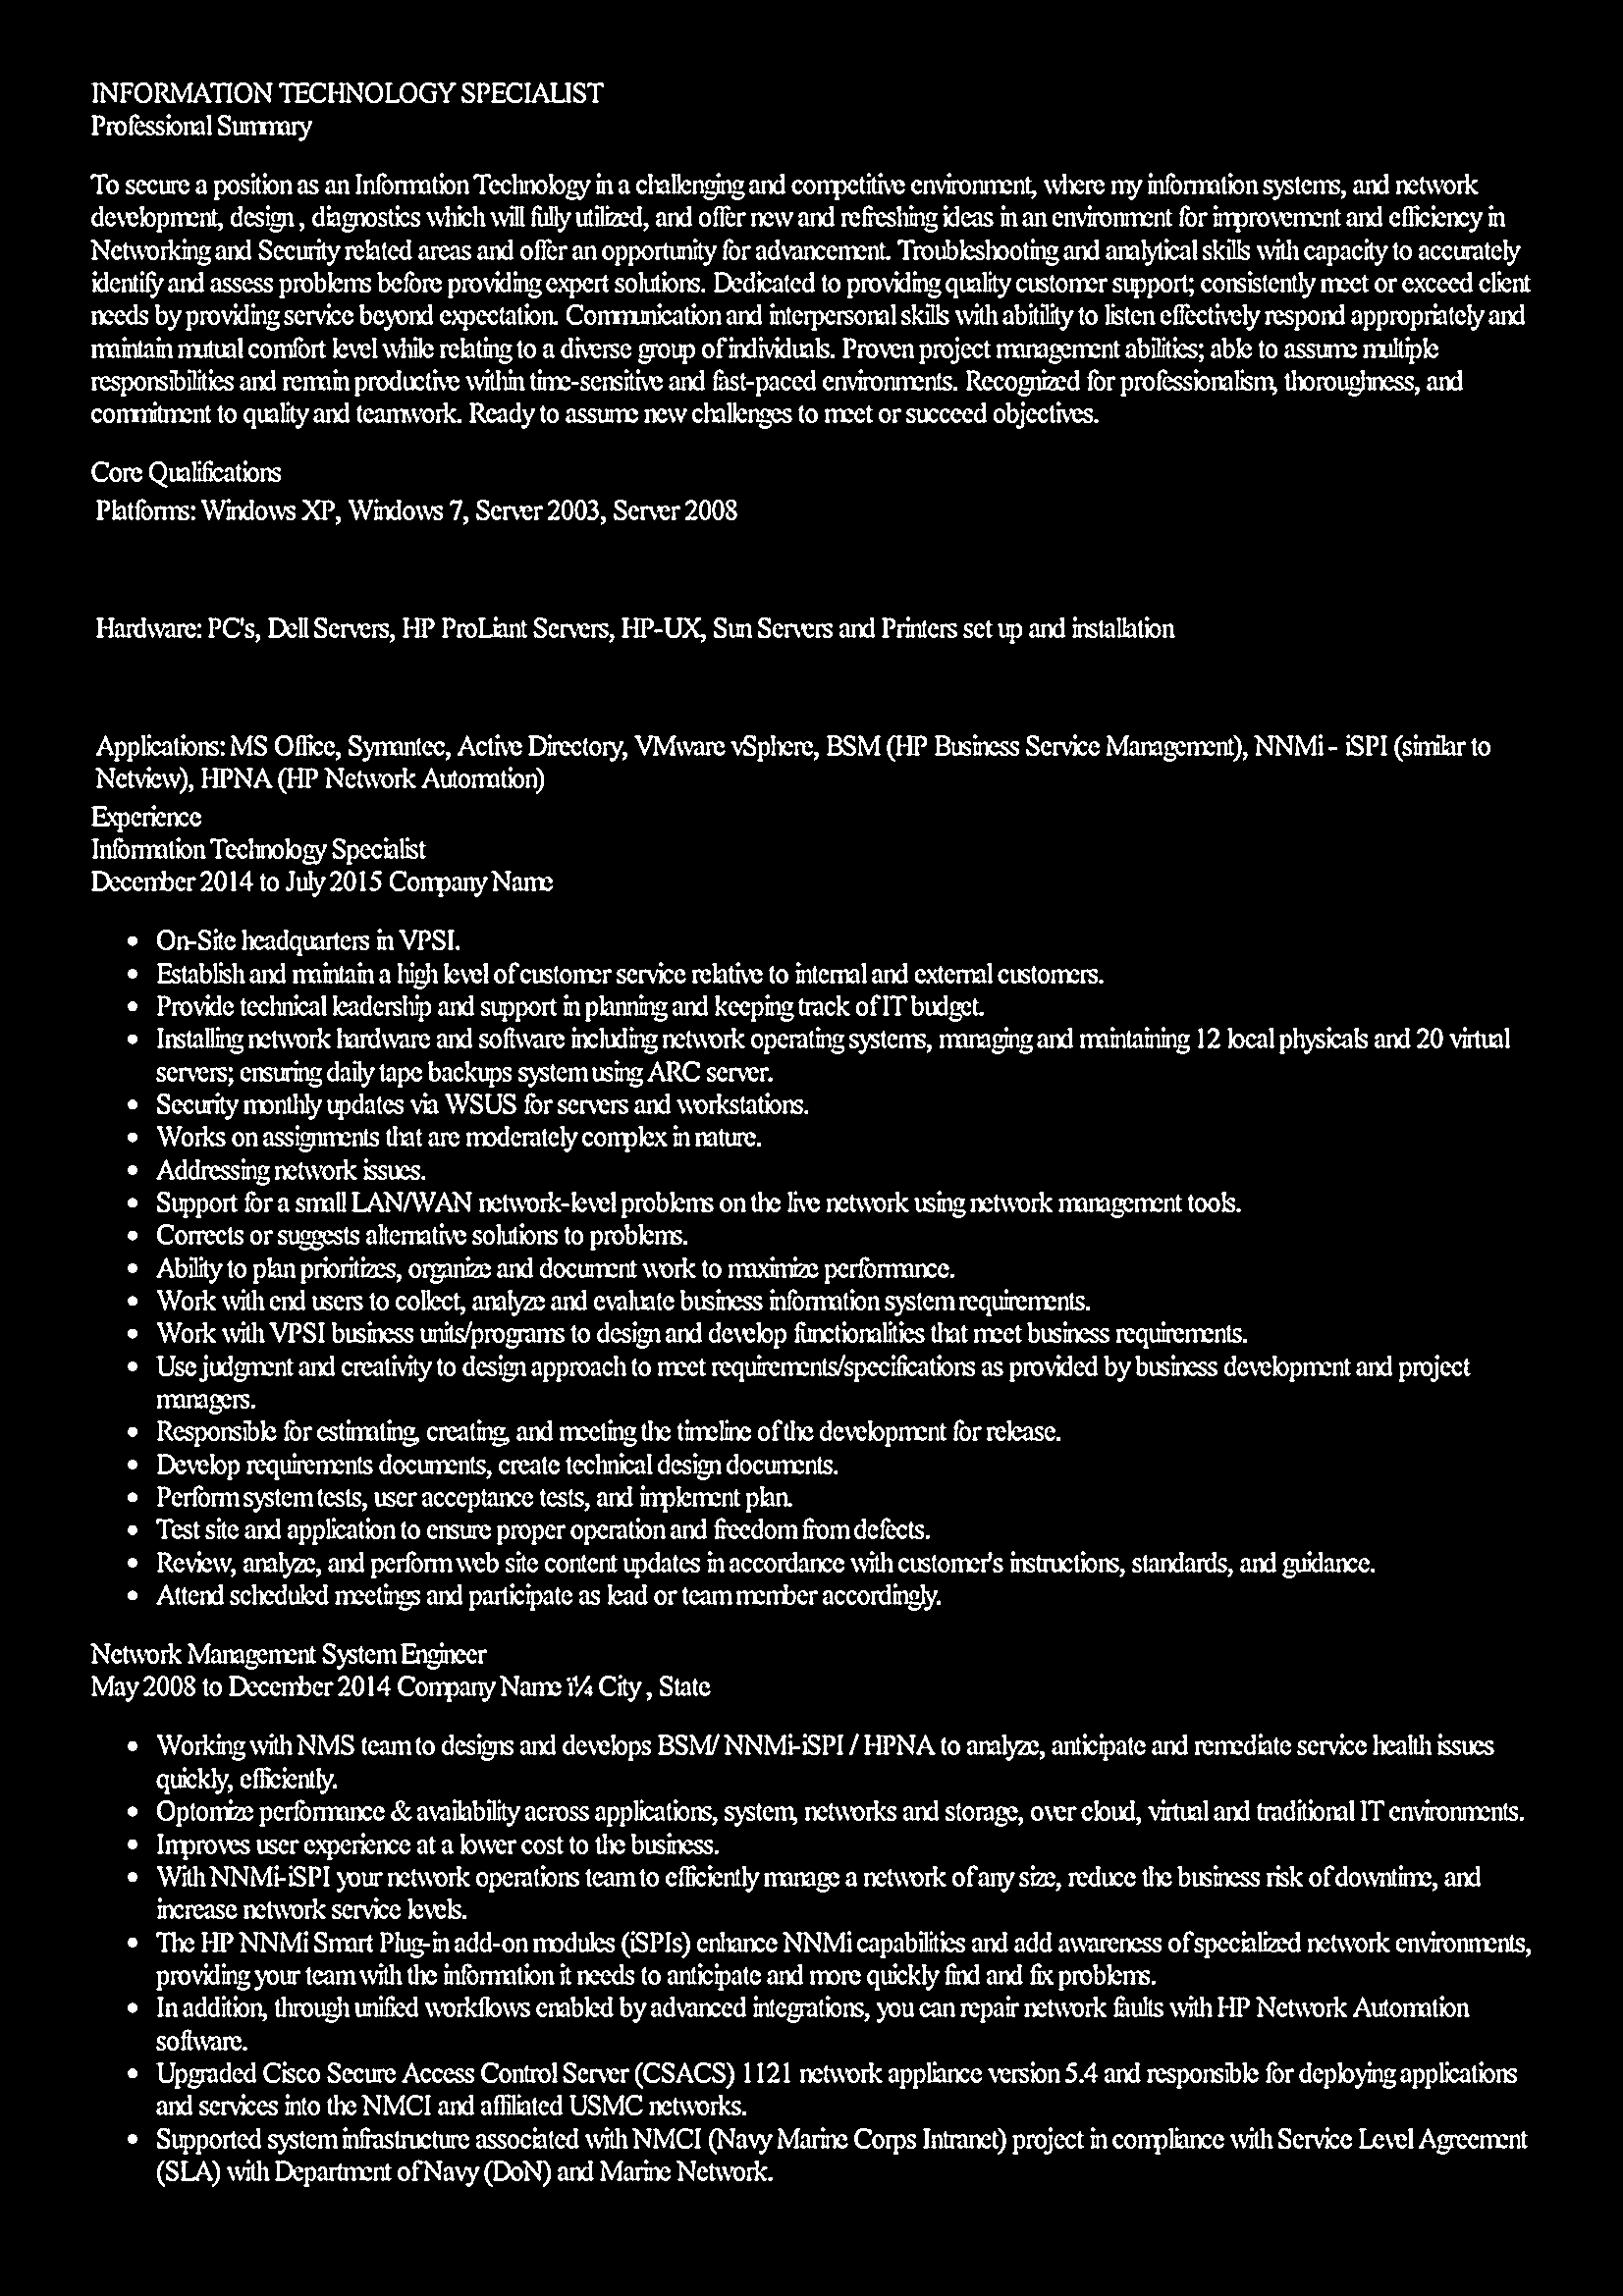 INFORMATION TECHNOLOGY SPECIALIST
Professional Summary
To secure a position as an Information Technology in a challenging and competitive environment, where my information systems, and network
development, design , diagnostics which will fully utilized, and offer new and refreshing ideas in an environment for improvement and efficiency in
Networking and Security related areas and offer an opportunity for advancement. Troubleshooting and analytical skills with capacity to accurately
identify and assess problems before providing expert solutions. Dedicated to providing quality customer support; consistently meet or exceed client
needs by providing service beyond expectation. Communication and interpersonal skills with abitility to listen effectively respond appropriately and
maintain mutual comfort level while relating to a diverse group of individuals. Proven project management abilities; able to assume multiple
responsibilities and remain productive within time-sensitive and fast-paced environments. Recognized for professionalism, thoroughness, and
commitment to quality and teamwork. Ready to assume new challenges to meet or succeed objectives.
Core Qualifications
Platforms: Windows XP, Windows 7, Server 2003, Server 2008
Hardware: PC's, Dell Servers, HP ProLiant Servers, HP-UX, Sun Servers and Printers set up and installation
Applications: MS Office, Symantec, Active Directory, VMware vSphere, BSM (HP Business Service Management), NNMi - iSPI (similar to
Netview), HPNA (HP Network Automation)
Experience
Information Technology Specialist
December 2014 to July 2015 Company Name
• On-Site headquarters in VPSI.
• Establish and maintain a high level of customer service relative to internal and external customers.
• Provide technical leadership and support in planning and keeping track of IT budget.
• Installing network hardware and software including network operating systems, managing and maintaining 12 local physicals and 20 virtual
servers; ensuring daily tape backups system using ARC server.
• Security monthly updates via WSUS for servers and workstations.
• Works on assignments that are moderately complex in nature.
• Addressing network issues.
• Support for a small LAN/WAN network-level problems on the live network using network management tools.
• Corrects or suggests alternative solutions to problems.
• Ability to plan prioritizes, organize and document work to maximize performance.
• Work with end users to collect, analyze and evaluate business information system requirements.
• Work with VPSI business units/programs to design and develop functionalities that meet business requirements.
• Use judgment and creativity to design approach to meet requirements/specifications as provided by business development and project
managers.
• Responsible for estimating, creating, and meeting the timeline of the development for release.
• Develop requirements documents, create technical design documents.
• Perform system tests, user acceptance tests, and implement plan.
• Test site and application to ensure proper operation and freedom from defects.
• Review, analyze, and perform web site content updates in accordance with customer's instructions, standards, and guidance.
• Attend scheduled meetings and participate as lead or team member accordingly.
Network Management System Engineer
May 2008 to December 2014 Company Name ï¼ City , State
• Working with NMS team to designs and develops BSM/ NNMi-iSPI / HPNA to analyze, anticipate and remediate service health issues
quickly, efficiently.
• Optomize performance & availability across applications, system, networks and storage, over cloud, virtual and traditional IT environments.
• Improves user experience at a lower cost to the business.
• With NNMi-iSPI your network operations team to efficiently manage a network of any size, reduce the business risk of downtime, and
increase network service levels.
• The HP NNMi Smart Plug-in add-on modules (iSPIs) enhance NNMi capabilities and add awareness of specialized network environments,
providing your team with the information it needs to anticipate and more quickly find and fix problems.
• In addition, through unified workflows enabled by advanced integrations, you can repair network faults with HP Network Automation
software.
• Upgraded Cisco Secure Access Control Server (CSACS) 1121 network appliance version 5.4 and responsible for deploying applications
and services into the NMCI and affiliated USMC networks.
• Supported system infrastructure associated with NMCI (Navy Marine Corps Intranet) project in compliance with Service Level Agreement
(SLA) with Department of Navy (DoN) and Marine Network.